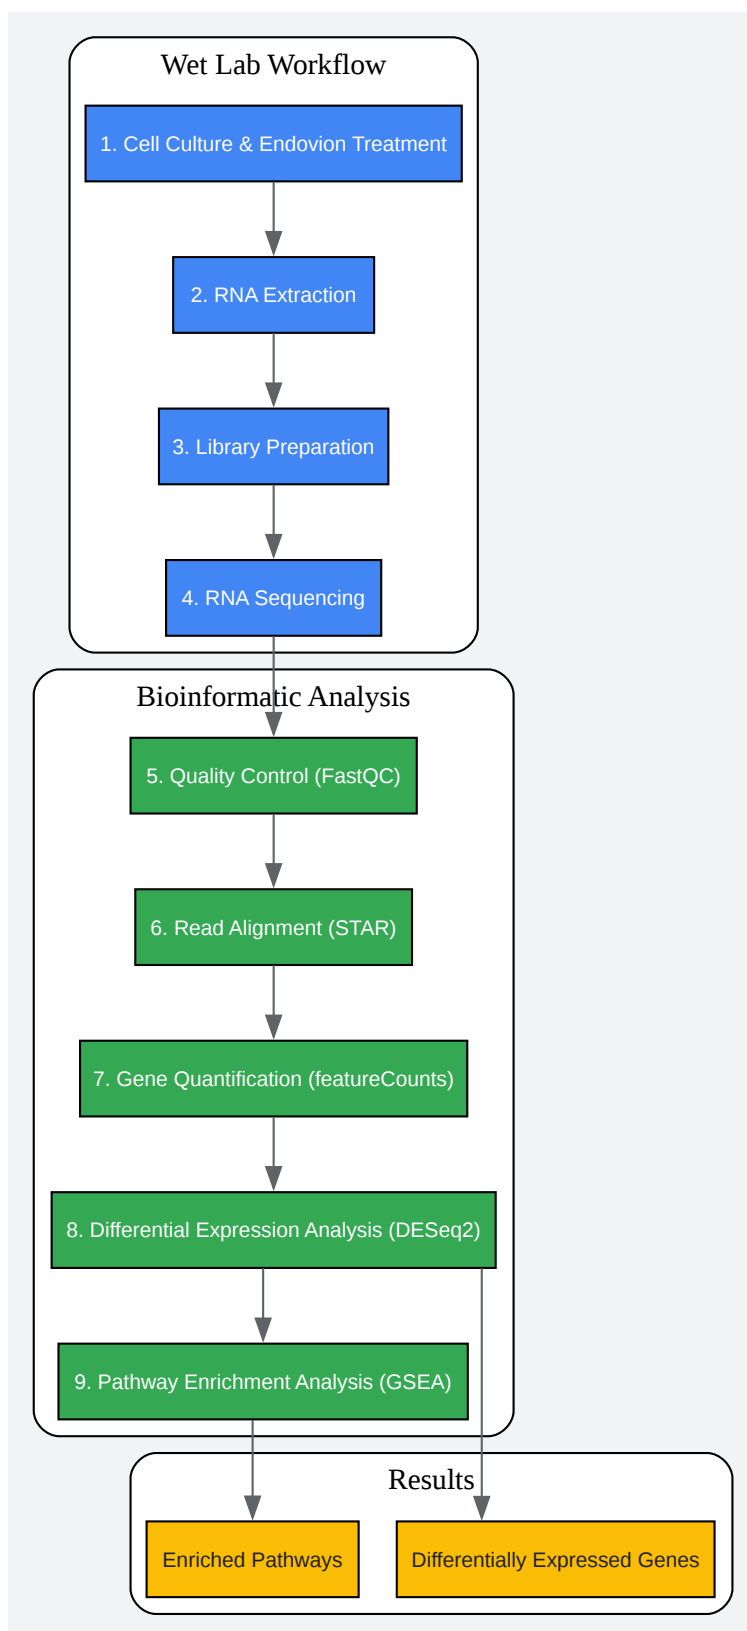 Wet Lab Workflow
1. Cell Culture & Endovion Treatment
2. RNA Extraction
3. Library Preparation
4. RNA Sequencing
Bioinformatic Analysis
5. Quality Control (FastQC)
6. Read Alignment (STAR)
7. Gene Quantification (featureCounts)
8. Differential Expression Analysis (DESeq2)
9. Pathway Enrichment Analysis (GSEA)
Results
Enriched Pathways
Differentially Expressed Genes